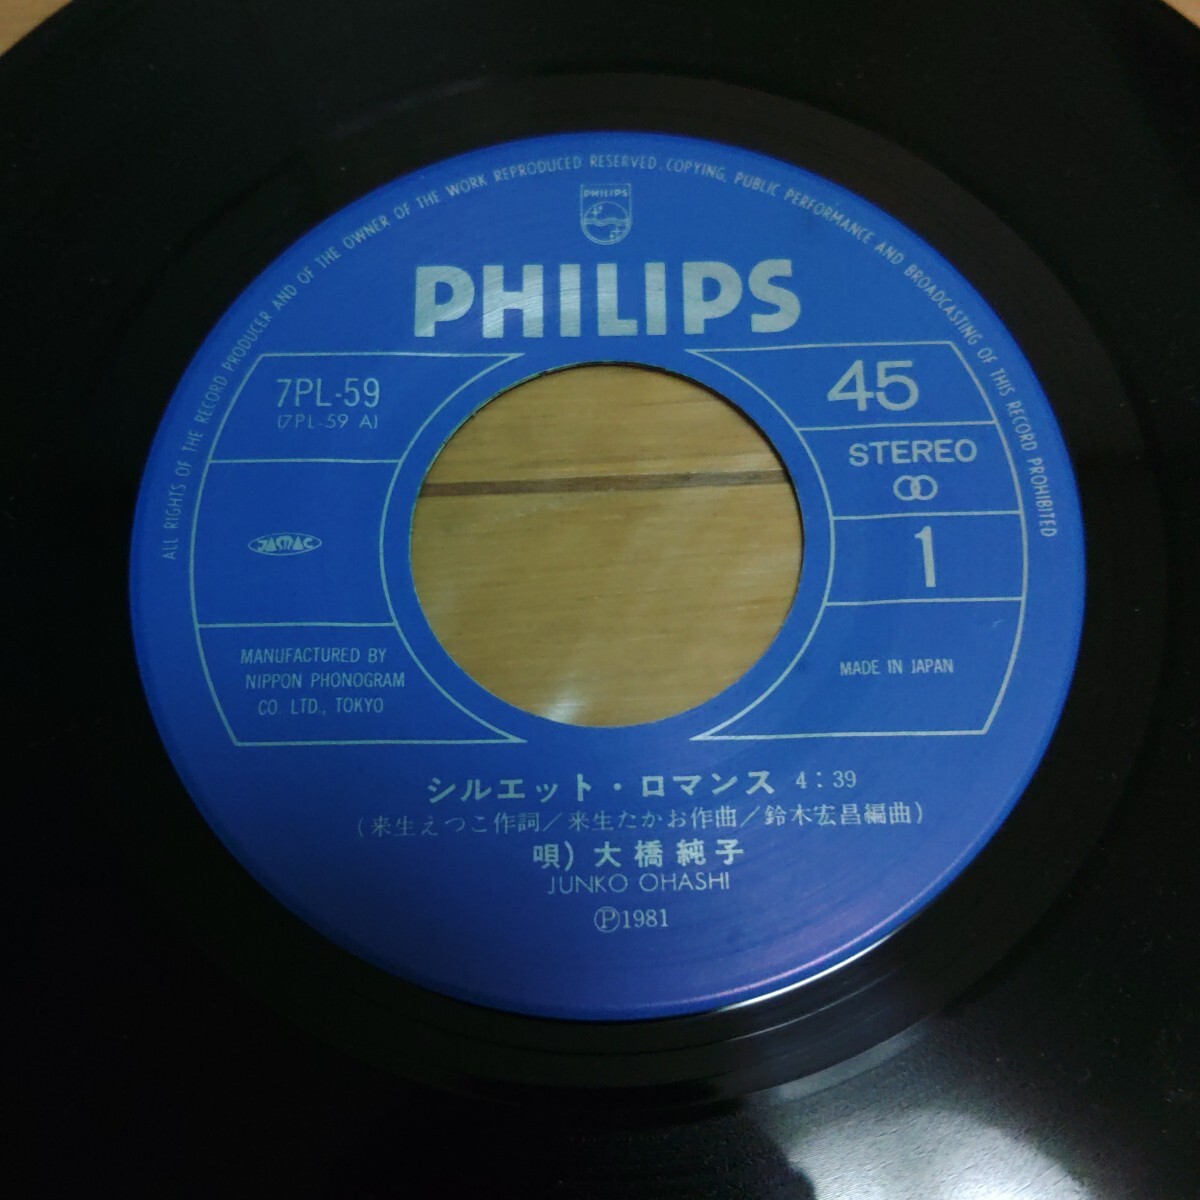 ALL RIGHTS OF THE RECORD PRODUCER AND OF THE OWNER OF THE WORK REPRODUCED RESERVED. COPYING, PUBLIC PERFORMANCE AND BROADCASTING OF THIS RECORD PROHIBITED
PHILIPS
PHILIPS
7PL-59
(7PL-59 A)
45
STEREO
1
JASRAC
MANUFACTURED BY
NIPPON PHONOGRAM
CO. LTD., TOKYO
MADE IN JAPAN
シルエット・ロマンス 4:39
(来生えつこ作詞/来生たかお作曲/鈴木宏昌編曲)
唄) 大橋純子
JUNKO OHASHI
Ⓟ1981